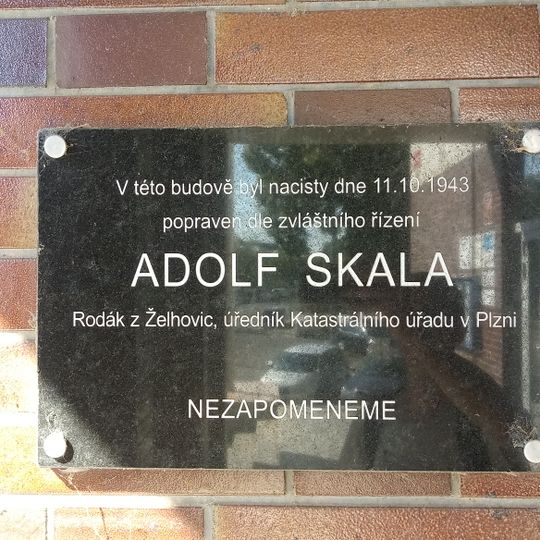 V této budově byl nacisty dne 11.10.1943
popraven dle zvláštního řízení
ADOLF SKALA
Rodák z Želhovic, úředník Katastrálního úřadu v Plzni
NEZAPOMENEME